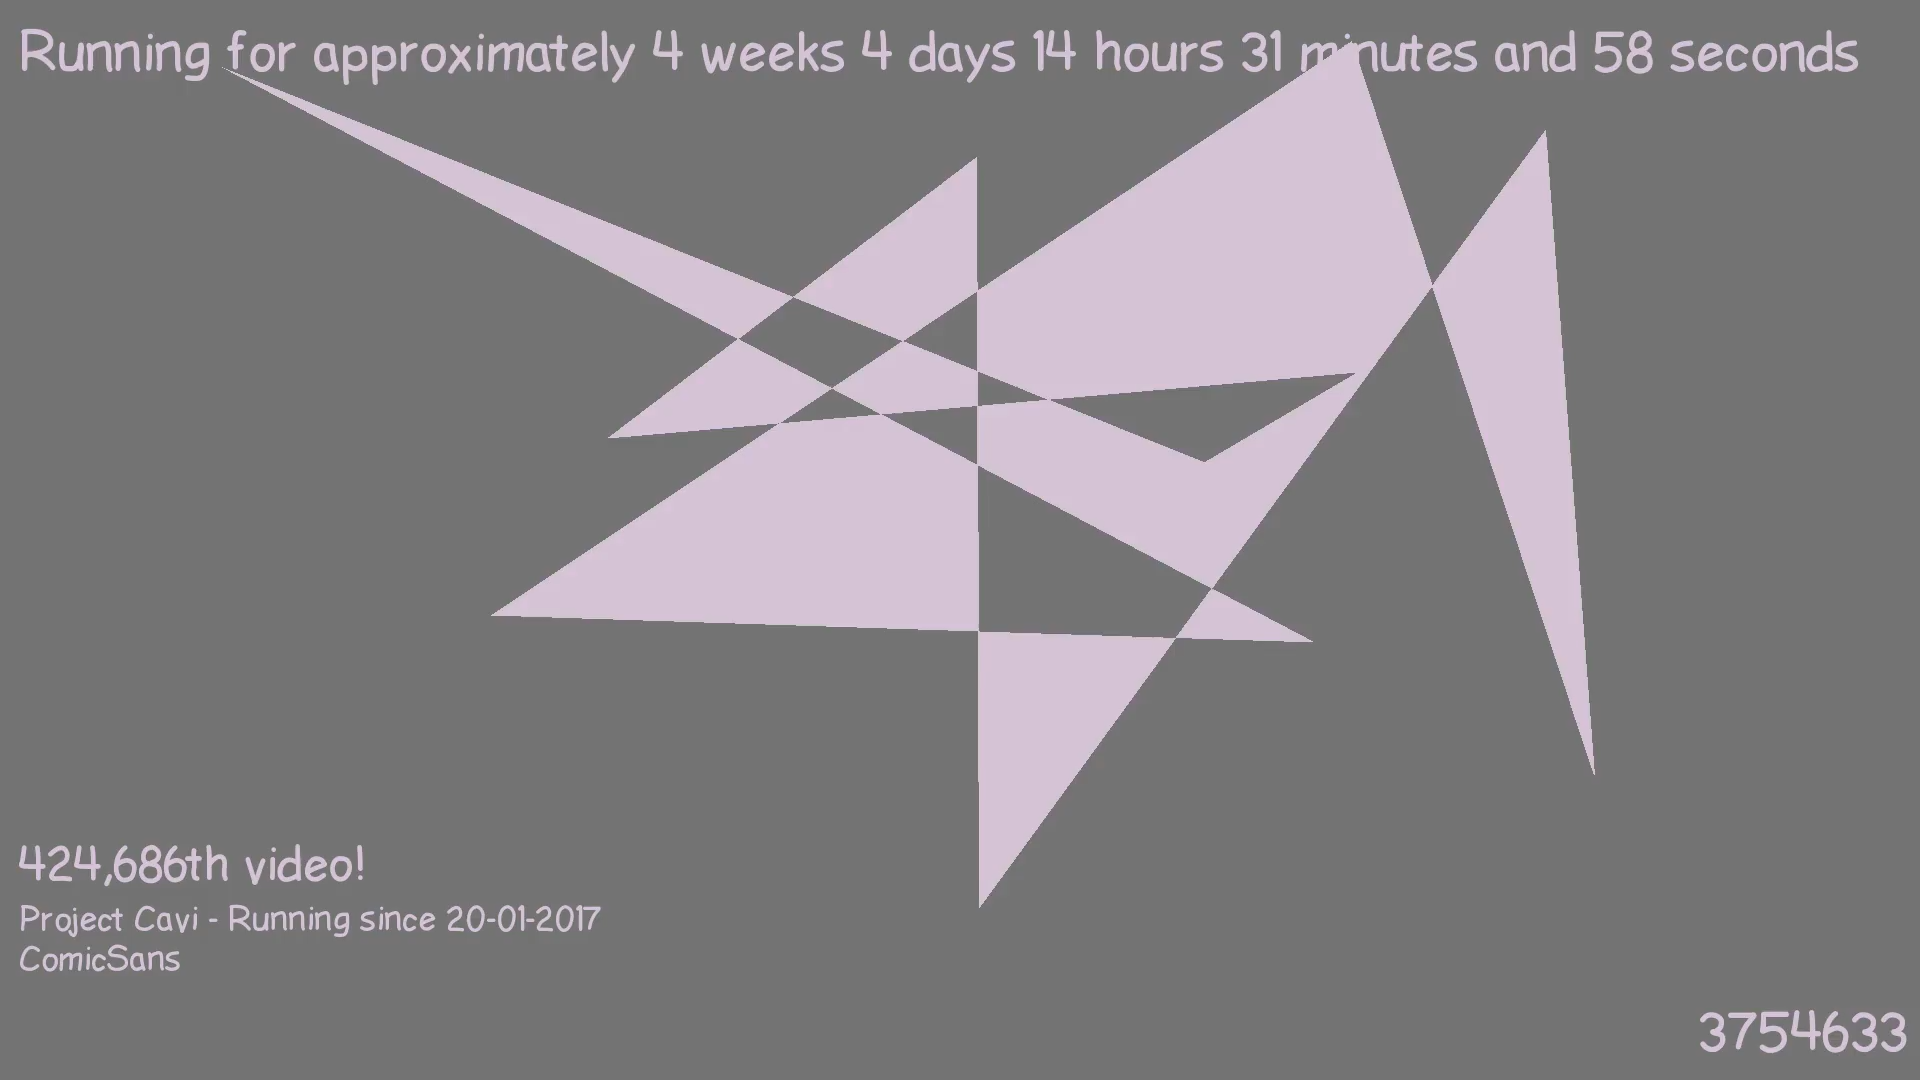 Running for approximately 4 weeks 4 days 14 hours 31 minutes and 58 seconds
424,686th video!
Project Cavi - Running since 20-01-2017
ComicSans
3754633